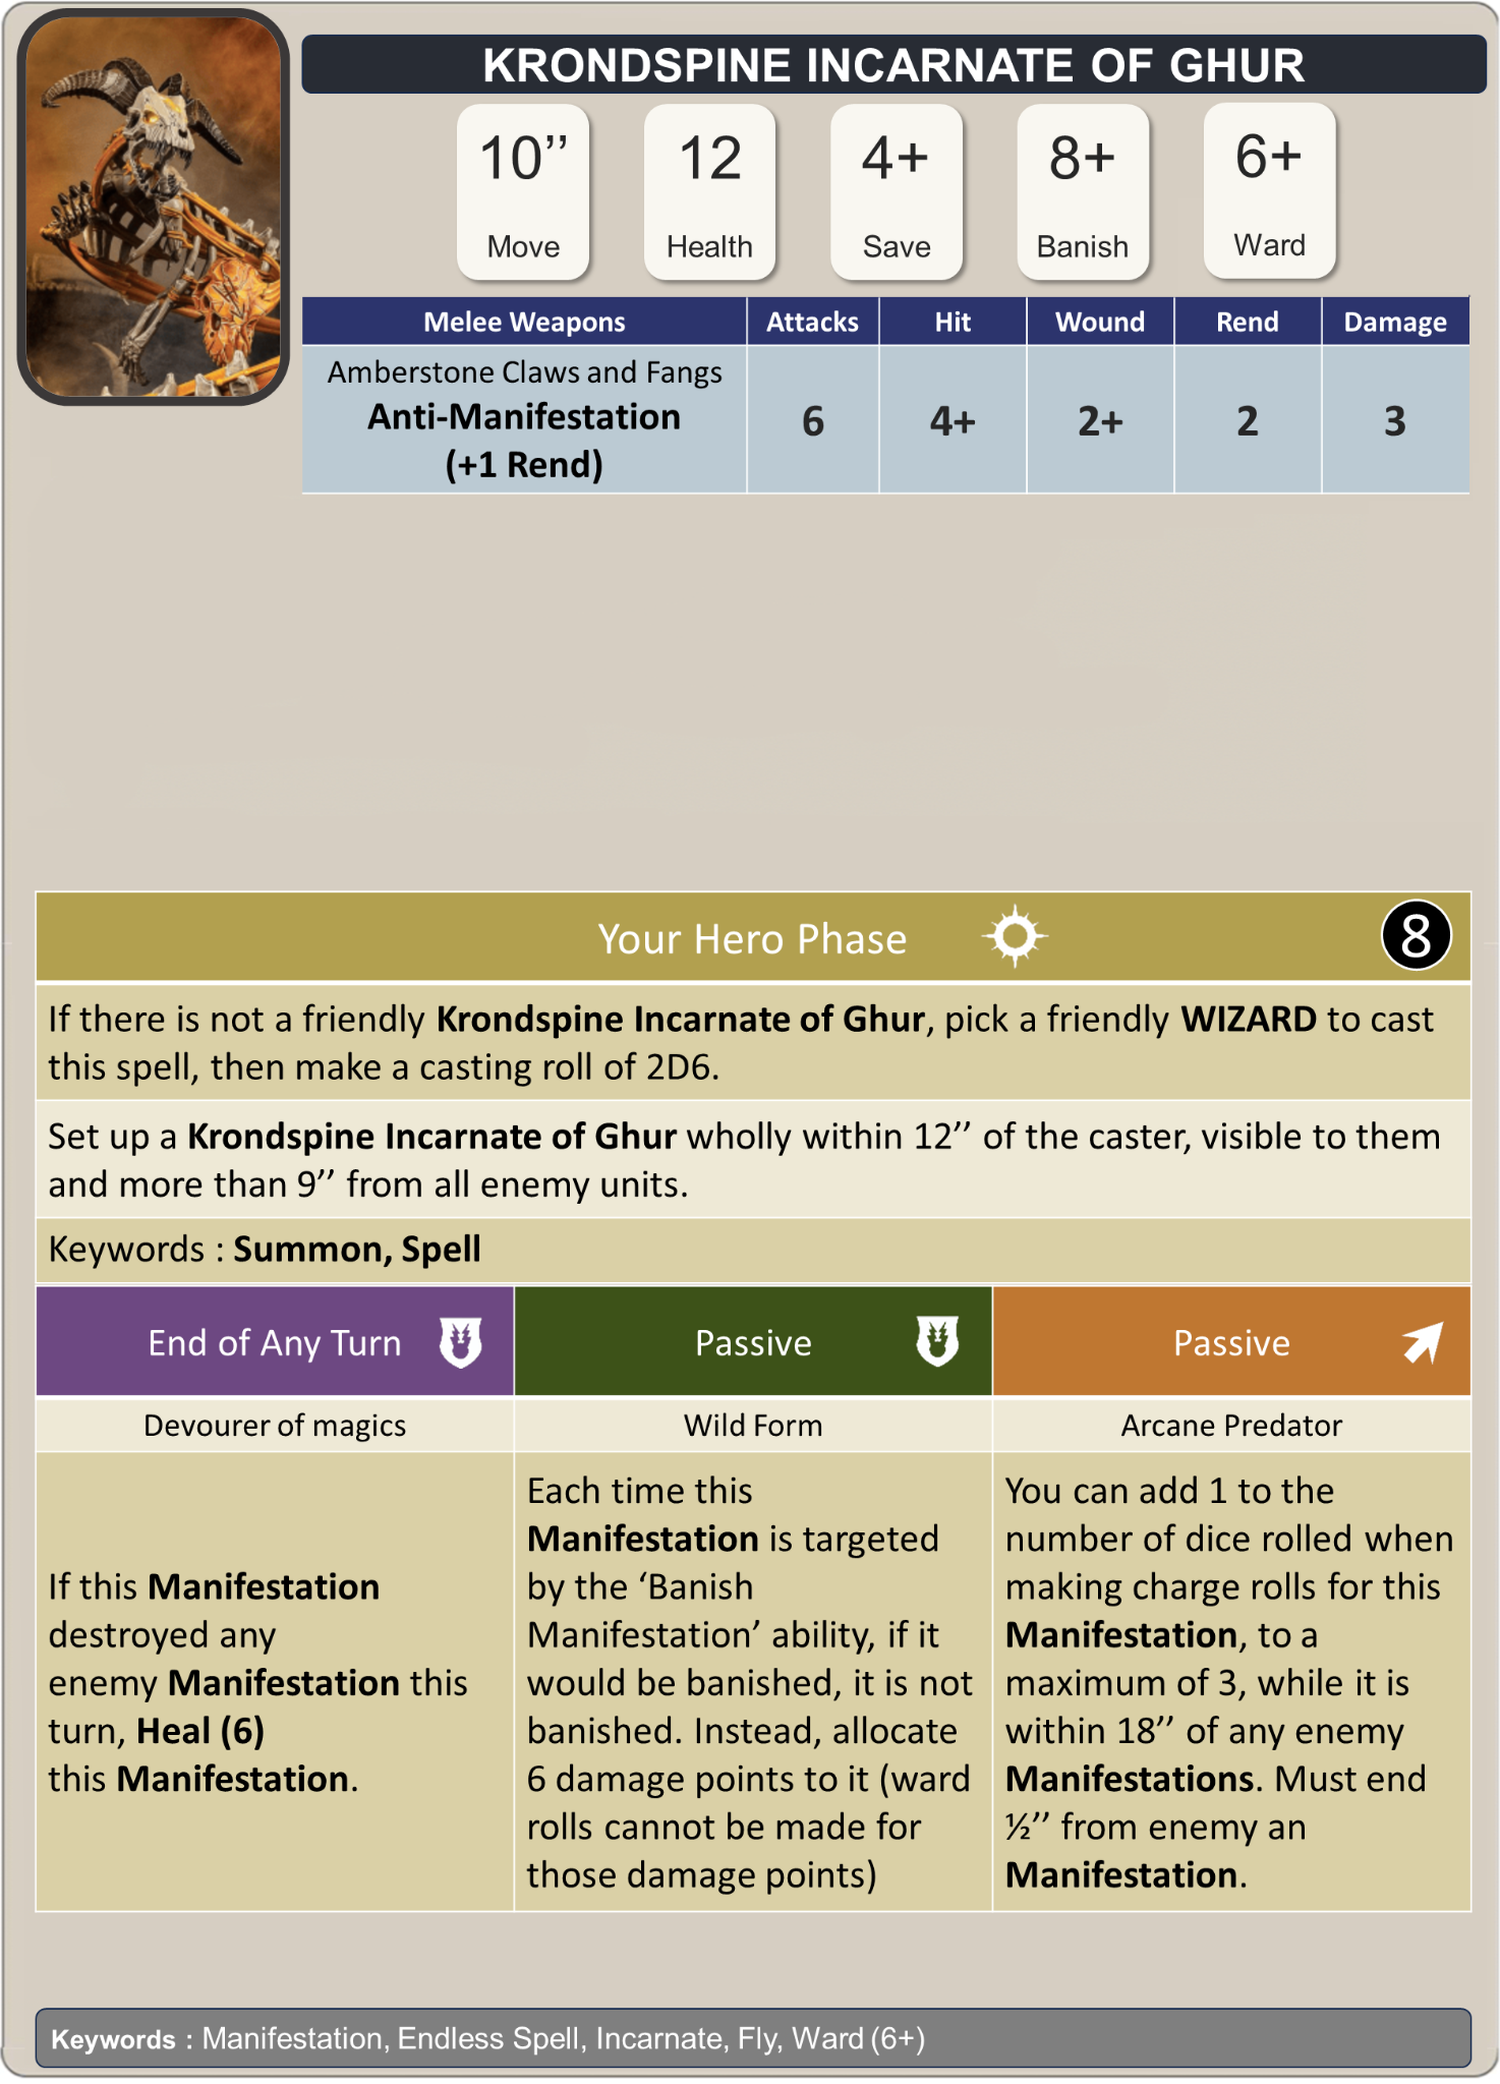 KRONDSPINE INCARNATE OF GHUR
10’’ 12 4+ 8+ 6+
Move Health Save Banish Ward
Melee Weapons Attacks Hit Wound Rend Damage
Amberstone Claws and Fangs
Anti-Manifestation
(+1 Rend)
6 4+ 2+ 2 3
Your Hero Phase 8
If there is not a friendly Krondspine Incarnate of Ghur, pick a friendly WIZARD to cast
this spell, then make a casting roll of 2D6.
Set up a Krondspine Incarnate of Ghur wholly within 12’’ of the caster, visible to them
and more than 9’’ from all enemy units.
Keywords : Summon, Spell
End of Any Turn
Devourer of magics
If this Manifestation
destroyed any
enemy Manifestation this
turn, Heal (6)
this Manifestation.
Passive
Wild Form
Each time this
Manifestation is targeted
by the ‘Banish
Manifestation’ ability, if it
would be banished, it is not
banished. Instead, allocate
6 damage points to it (ward
rolls cannot be made for
those damage points)
Passive
Arcane Predator
You can add 1 to the
number of dice rolled when
making charge rolls for this
Manifestation, to a
maximum of 3, while it is
within 18’’ of any enemy
Manifestations. Must end
½’’ from enemy an
Manifestation.
Keywords : Manifestation, Endless Spell, Incarnate, Fly, Ward (6+)